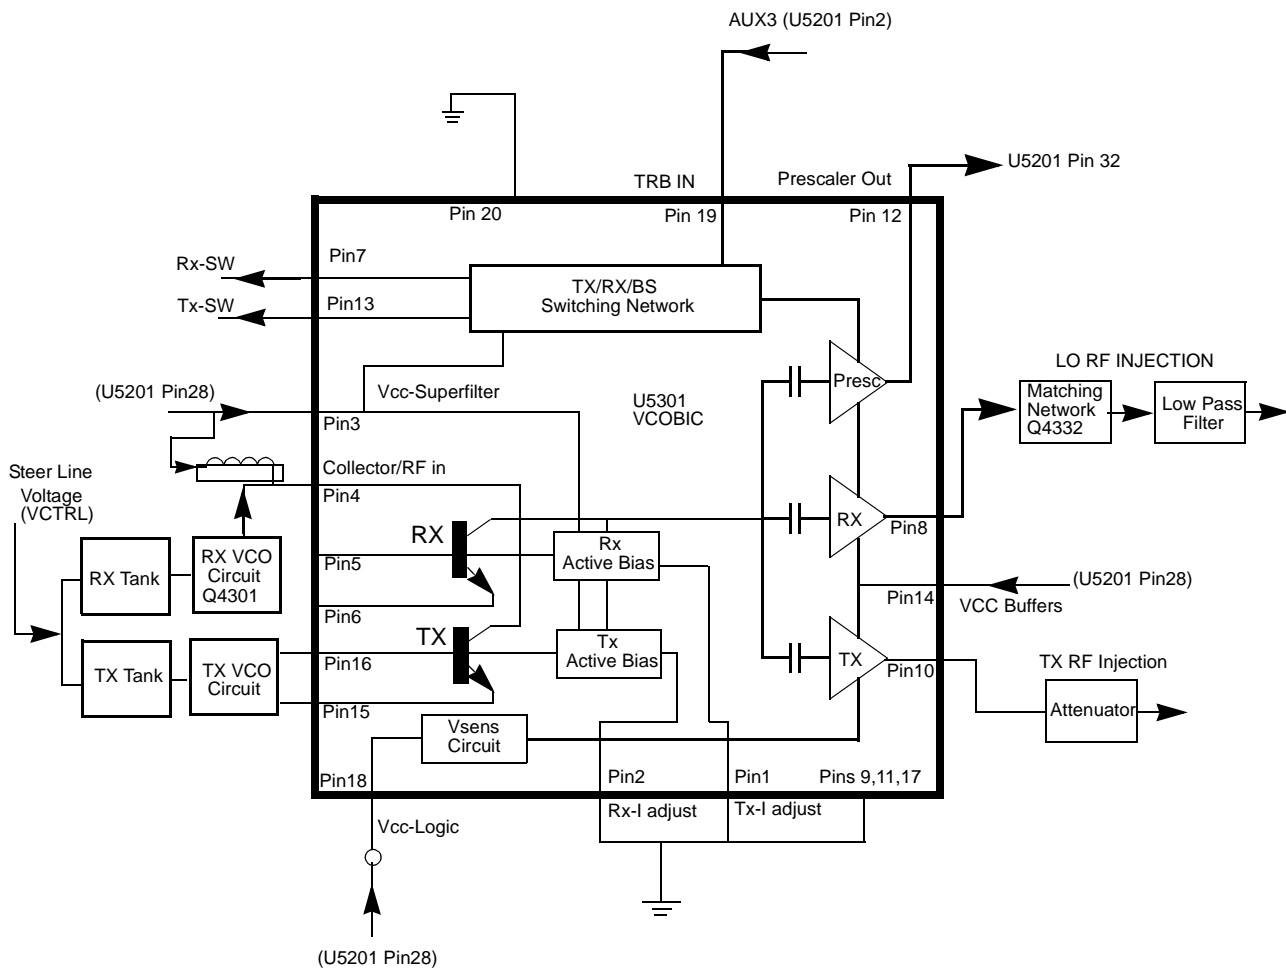 AUX3 (U5201 Pin2)
U5201 Pin 32
TRB IN
Prescaler Out
Pin 20
Pin 19
Pin 12
Rx-SW
Pin7
Tx-SW
Pin13
TX/RX/BS
Switching Network
Presc
U5301
VCOBIC
LO RF INJECTION
Matching
Network
Q4332
Low Pass
Filter
(U5201 Pin28)
Vcc-Superfilter
Pin3
Steer Line
Voltage
(VCTRL)
Collector/RF in
Pin4
RX
Rx
Active Bias
RX
Pin8
RX Tank
RX VCO
Circuit
Q4301
Pin5
Pin6
(U5201 Pin28)
Pin14
VCC Buffers
TX
Tx
Active Bias
TX
Pin10
TX RF Injection
Attenuator
TX Tank
TX VCO
Circuit
Pin16
Pin15
Vsens
Circuit
Pin18
Pin2
Pin1
Pins 9,11,17
Rx-I adjust
Tx-I adjust
Vcc-Logic
(U5201 Pin28)